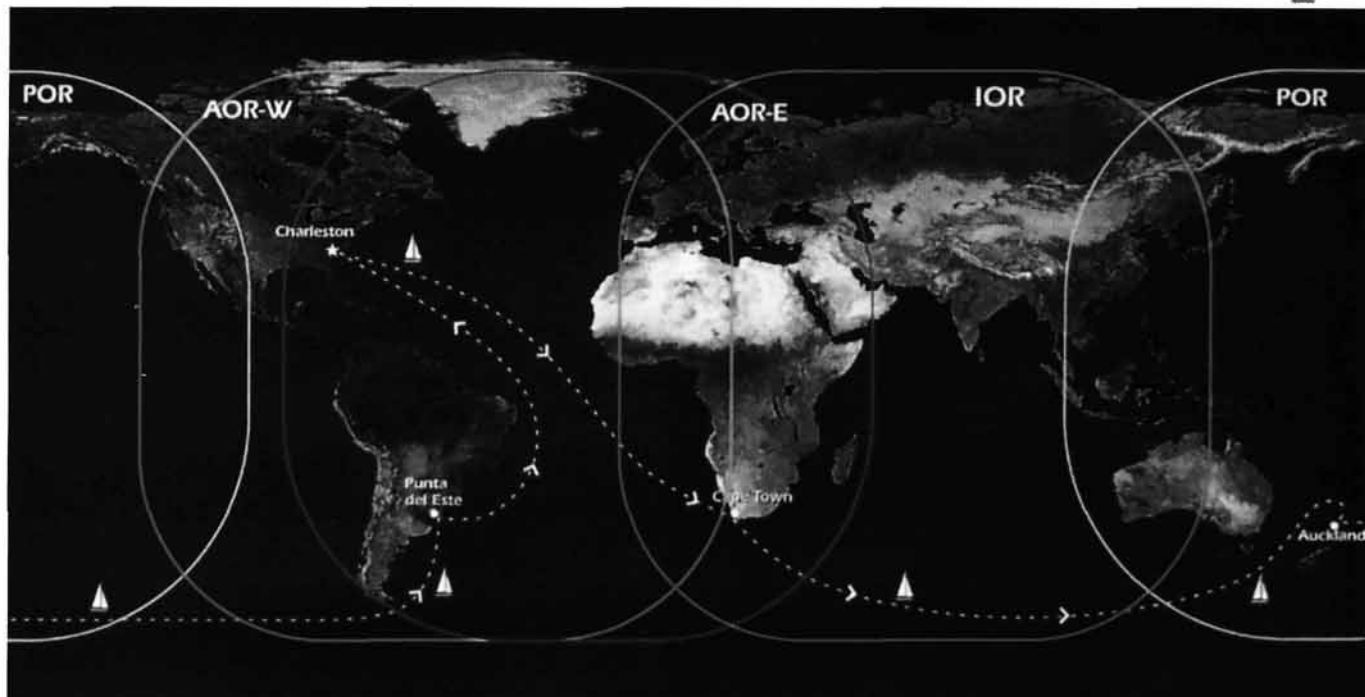 POR
AOR-W
AOR-E
IOR
POR
Charleston
Punta
del Este
Cape Town
Auckland